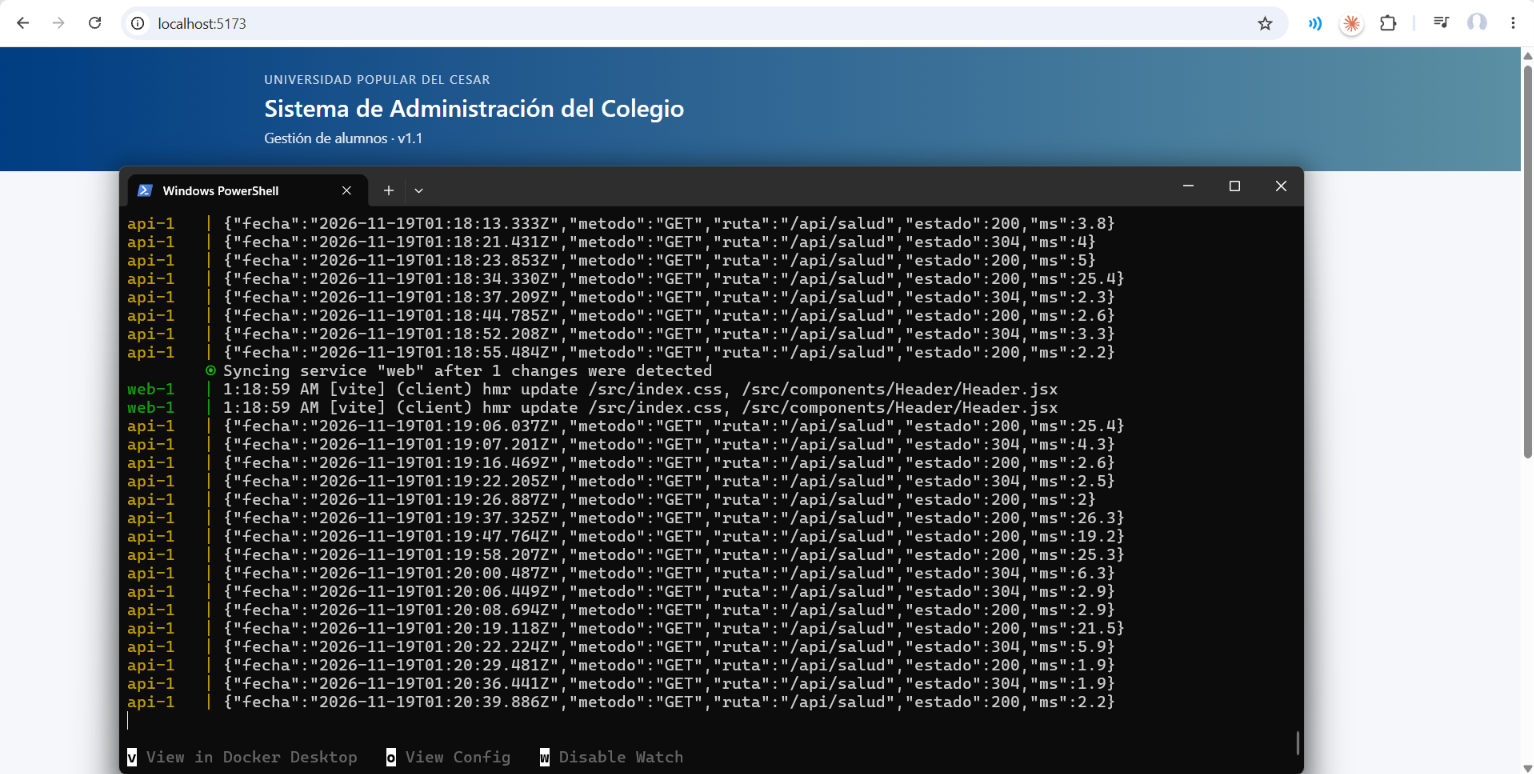 localhost:5173
UNIVERSIDAD POPULAR DEL CESAR
Sistema de Administración del Colegio
Gestión de alumnos · v1.1
Windows PowerShell
api-1 | {"fecha":"2026-11-19T01:18:13.333Z","metodo":"GET","ruta":"/api/salud","estado":200,"ms":3.8}
api-1 | {"fecha":"2026-11-19T01:18:21.431Z","metodo":"GET","ruta":"/api/salud","estado":304,"ms":4}
api-1 | {"fecha":"2026-11-19T01:18:23.853Z","metodo":"GET","ruta":"/api/salud","estado":200,"ms":5}
api-1 | {"fecha":"2026-11-19T01:18:34.330Z","metodo":"GET","ruta":"/api/salud","estado":200,"ms":25.4}
api-1 | {"fecha":"2026-11-19T01:18:37.209Z","metodo":"GET","ruta":"/api/salud","estado":304,"ms":2.3}
api-1 | {"fecha":"2026-11-19T01:18:44.785Z","metodo":"GET","ruta":"/api/salud","estado":200,"ms":2.6}
api-1 | {"fecha":"2026-11-19T01:18:52.208Z","metodo":"GET","ruta":"/api/salud","estado":304,"ms":3.3}
api-1 | {"fecha":"2026-11-19T01:18:55.484Z","metodo":"GET","ruta":"/api/salud","estado":200,"ms":2.2}
Syncing service "web" after 1 changes were detected
web-1 | 1:18:59 AM [vite] (client) hmr update /src/index.css, /src/components/Header/Header.jsx
web-1 | 1:18:59 AM [vite] (client) hmr update /src/index.css, /src/components/Header/Header.jsx
api-1 | {"fecha":"2026-11-19T01:19:06.037Z","metodo":"GET","ruta":"/api/salud","estado":200,"ms":25.4}
api-1 | {"fecha":"2026-11-19T01:19:07.201Z","metodo":"GET","ruta":"/api/salud","estado":304,"ms":4.3}
api-1 | {"fecha":"2026-11-19T01:19:16.469Z","metodo":"GET","ruta":"/api/salud","estado":200,"ms":2.6}
api-1 | {"fecha":"2026-11-19T01:19:22.205Z","metodo":"GET","ruta":"/api/salud","estado":304,"ms":2.5}
api-1 | {"fecha":"2026-11-19T01:19:26.887Z","metodo":"GET","ruta":"/api/salud","estado":200,"ms":2}
api-1 | {"fecha":"2026-11-19T01:19:37.325Z","metodo":"GET","ruta":"/api/salud","estado":200,"ms":26.3}
api-1 | {"fecha":"2026-11-19T01:19:47.764Z","metodo":"GET","ruta":"/api/salud","estado":200,"ms":19.2}
api-1 | {"fecha":"2026-11-19T01:19:58.207Z","metodo":"GET","ruta":"/api/salud","estado":200,"ms":25.3}
api-1 | {"fecha":"2026-11-19T01:20:00.487Z","metodo":"GET","ruta":"/api/salud","estado":304,"ms":6.3}
api-1 | {"fecha":"2026-11-19T01:20:06.449Z","metodo":"GET","ruta":"/api/salud","estado":304,"ms":2.9}
api-1 | {"fecha":"2026-11-19T01:20:08.694Z","metodo":"GET","ruta":"/api/salud","estado":200,"ms":2.9}
api-1 | {"fecha":"2026-11-19T01:20:19.118Z","metodo":"GET","ruta":"/api/salud","estado":200,"ms":21.5}
api-1 | {"fecha":"2026-11-19T01:20:22.224Z","metodo":"GET","ruta":"/api/salud","estado":304,"ms":5.9}
api-1 | {"fecha":"2026-11-19T01:20:29.481Z","metodo":"GET","ruta":"/api/salud","estado":200,"ms":1.9}
api-1 | {"fecha":"2026-11-19T01:20:36.441Z","metodo":"GET","ruta":"/api/salud","estado":304,"ms":1.9}
api-1 | {"fecha":"2026-11-19T01:20:39.886Z","metodo":"GET","ruta":"/api/salud","estado":200,"ms":2.2}
v View in Docker Desktop o View Config w Disable Watch